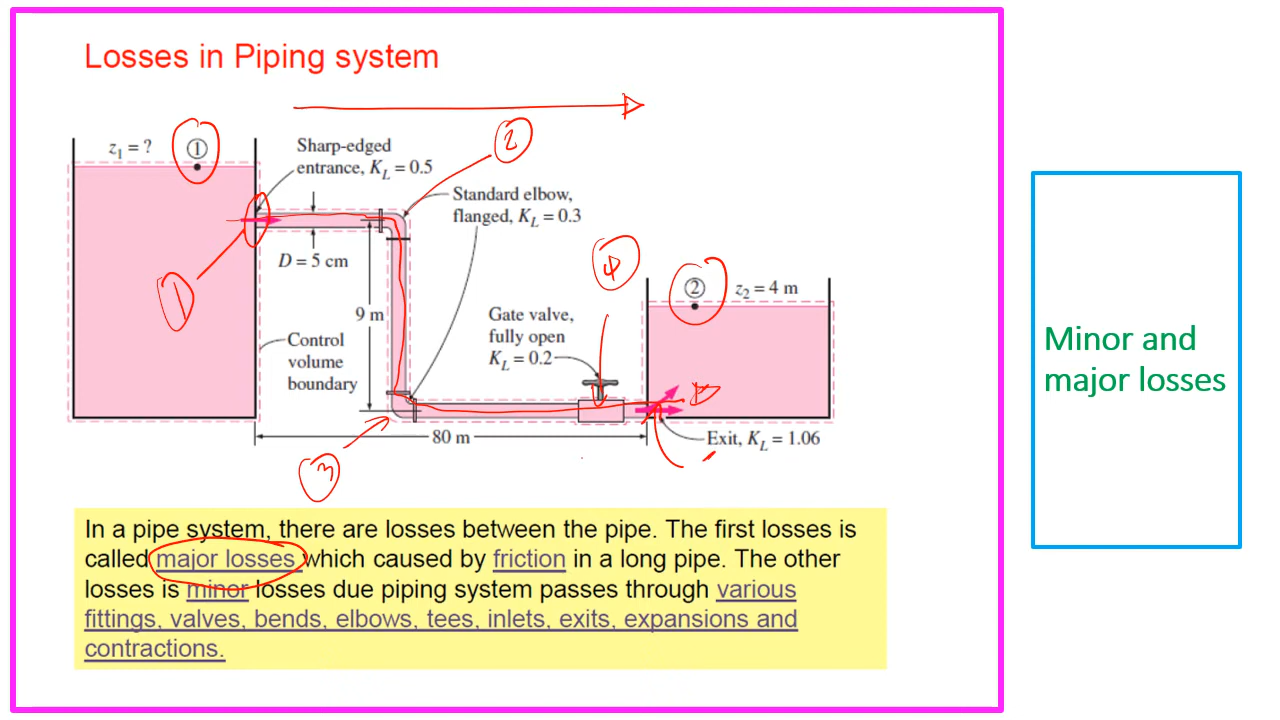 Losses in Piping system
z₁ = ?
①
Sharp-edged
entrance, K_L = 0.5
2
Standard elbow,
flanged, K_L = 0.3
D = 5 cm
1
4
②
z₂ = 4 m
9 m
Gate valve,
fully open
K_L = 0.2
Control
volume
boundary
80 m
Exit, K_L = 1.06
3
In a pipe system, there are losses between the pipe. The first losses is
called major losses which caused by friction in a long pipe. The other
losses is minor losses due piping system passes through various
fittings, valves, bends, elbows, tees, inlets, exits, expansions and
contractions.
Minor and
major losses